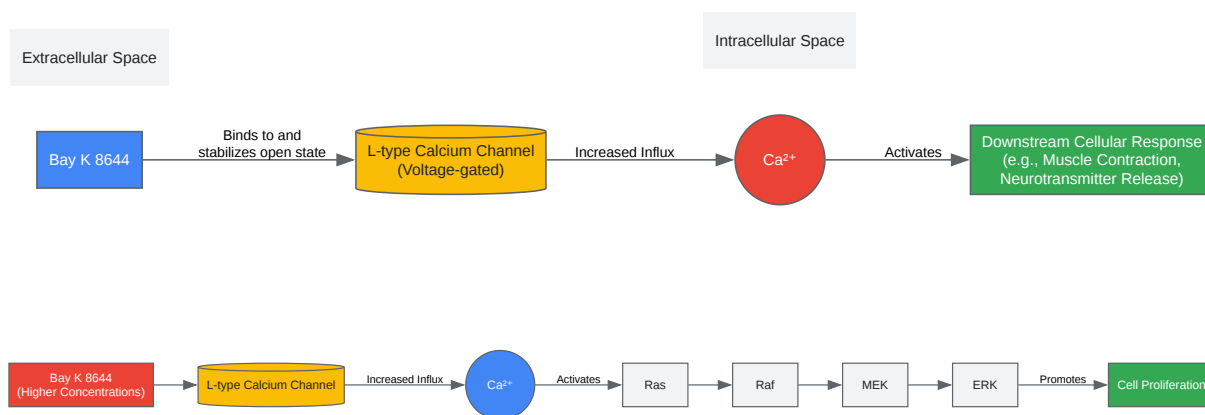 Extracellular Space
Intracellular Space
Bay K 8644
Binds to and
stabilizes open state
L-type Calcium Channel
(Voltage-gated)
Increased Influx
Ca²⁺
Activates
Downstream Cellular Response
(e.g., Muscle Contraction,
Neurotransmitter Release)
Bay K 8644
(Higher Concentrations)
L-type Calcium Channel
Increased Influx
Ca²⁺
Activates
Ras
Raf
MEK
ERK
Promotes
Cell Proliferation